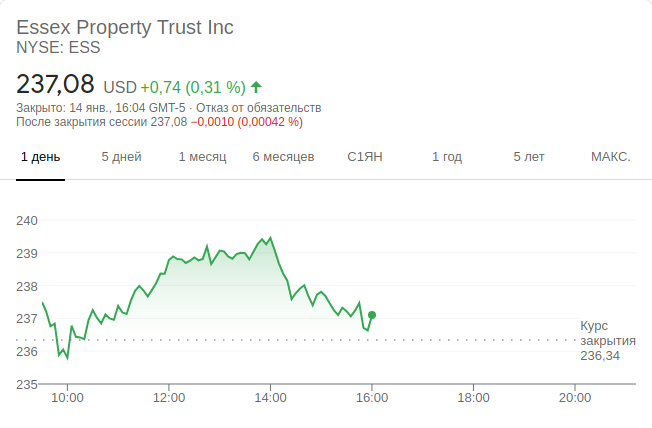 Essex Property Trust Inc
NYSE: ESS
237,08 USD +0,74 (0,31 %)
Закрыто: 14 янв., 16:04 GMT-5 · Отказ от обязательств
После закрытия сессии 237,08 −0,0010 (0,00042 %)
1 день 5 дней 1 месяц 6 месяцев С1ЯН 1 год 5 лет МАКС.
240
239
238
237
236
235
Курс
закрытия
236,34
10:00 12:00 14:00 16:00 18:00 20:00